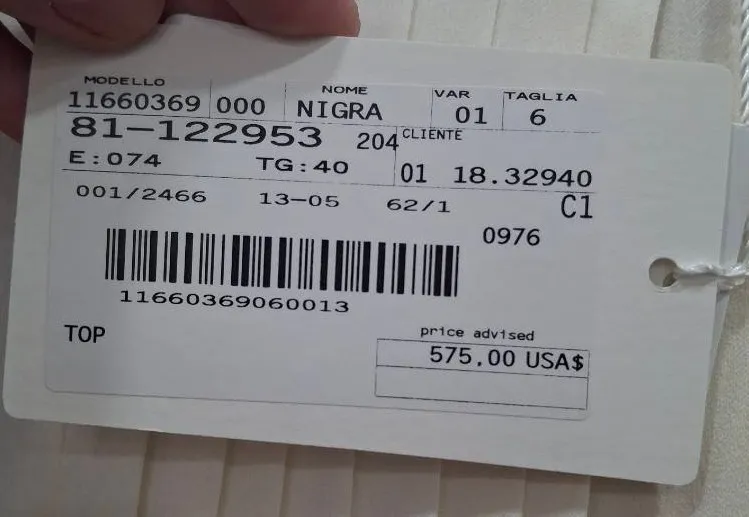 MODELLO NOME VAR TAGLIA
11660369 000 NIGRA 01 6
81-122953 204 CLIENTE
E:074 TG:40 01 18.32940
001/2466 13-05 62/1 C1
0976
11660369060013
TOP price advised
575.00 USA$